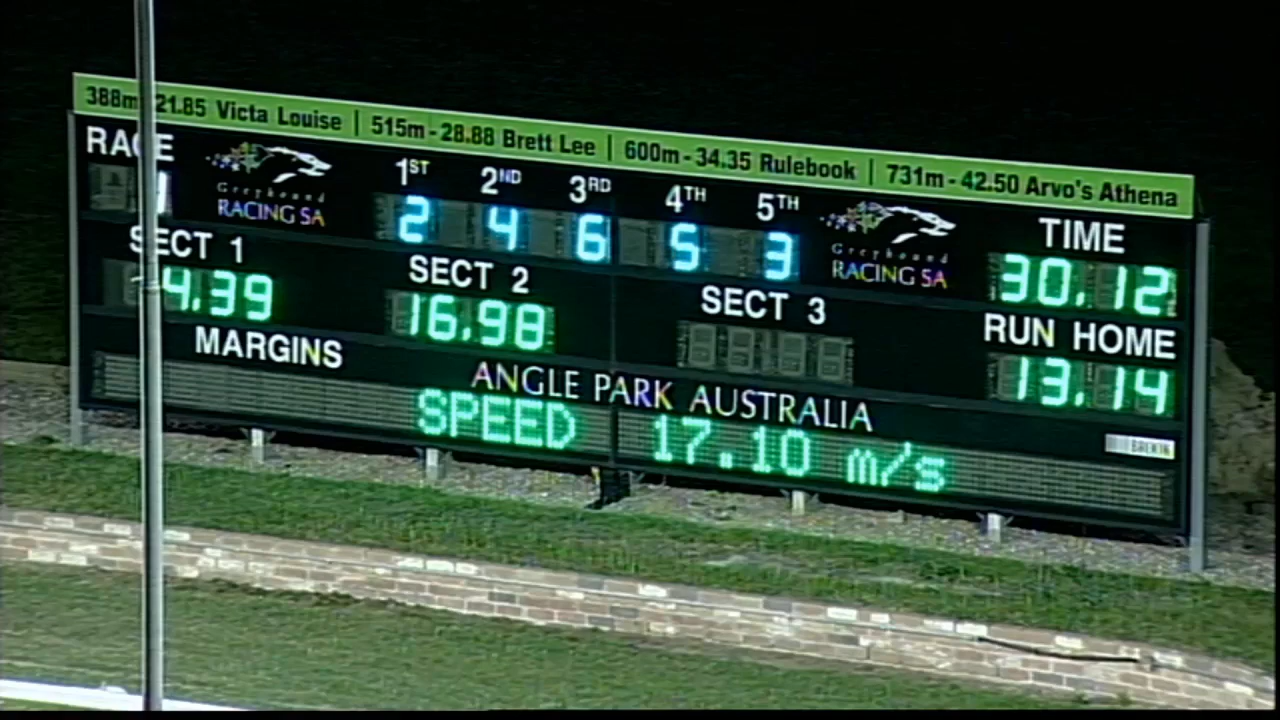 388m 21.85 Victa Louise | 515m - 28.88 Brett Lee | 600m - 34.35 Rulebook | 731m - 42.50 Arvo's Athena
RACE
1
Greyhound
RACING SA
1ST 2ND 3RD 4TH 5TH
2 4 6 5 3
Greyhound
RACING SA
TIME
30.12
SECT 1
4.39
SECT 2
16.98
SECT 3
RUN HOME
13.14
MARGINS
ANGLE PARK AUSTRALIA
SPEED 17.10 m/s